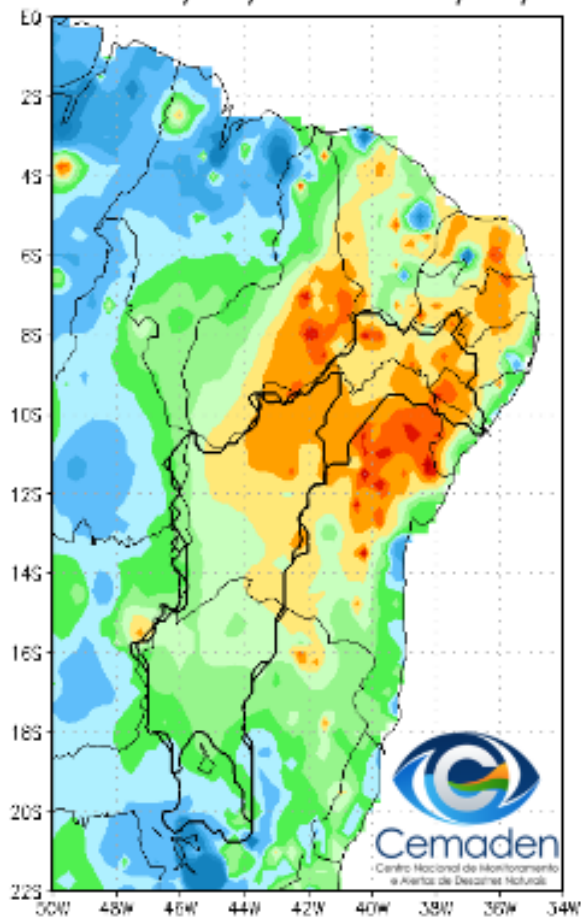 E0
2S
4S
6S
8S
10S
12S
14S
16S
18S
20S
22S
50W 48W 46W 44W 42W 40W 38W 36W 34W
Cemaden
Centro Nacional de Monitoramento
e Alertas de Desastres Naturais